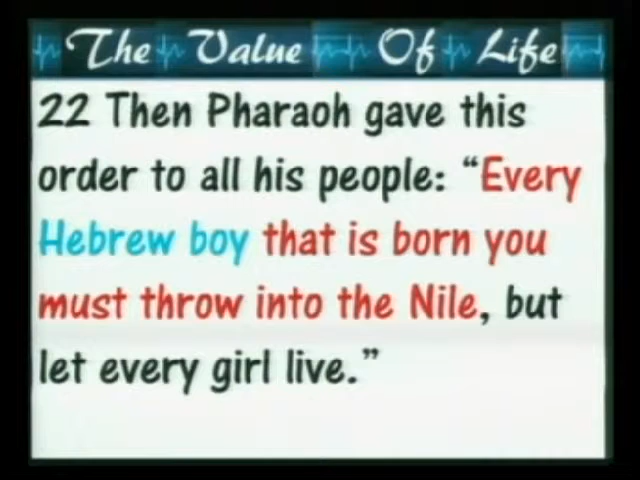 The Value Of Life
22 Then Pharaoh gave this
order to all his people: “Every
Hebrew boy that is born you
must throw into the Nile, but
let every girl live.”